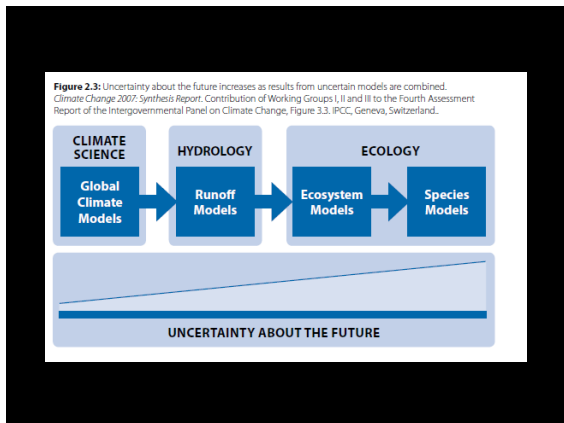 Figure 2.3: Uncertainty about the future increases as results from uncertain models are combined.
Climate Change 2007: Synthesis Report. Contribution of Working Groups I, II and III to the Fourth Assessment
Report of the Intergovernmental Panel on Climate Change, Figure 3.3. IPCC, Geneva, Switzerland..
CLIMATE
SCIENCE
HYDROLOGY
ECOLOGY
Global
Climate
Models
Runoff
Models
Ecosystem
Models
Species
Models
UNCERTAINTY ABOUT THE FUTURE